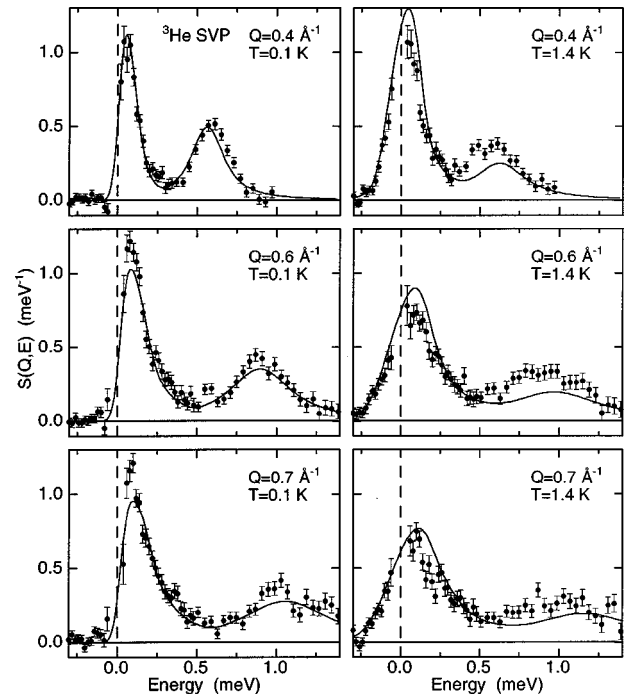 ³He SVP
Q=0.4 Å⁻¹
T=0.1 K
Q=0.4 Å⁻¹
T=1.4 K
1.0
0.5
0.0
Q=0.6 Å⁻¹
T=0.1 K
Q=0.6 Å⁻¹
T=1.4 K
S(Q,E) (meV⁻¹)
1.0
0.5
0.0
Q=0.7 Å⁻¹
T=0.1 K
Q=0.7 Å⁻¹
T=1.4 K
1.0
0.5
0.0
0.0 0.5 1.0 0.0 0.5 1.0
Energy (meV) Energy (meV)